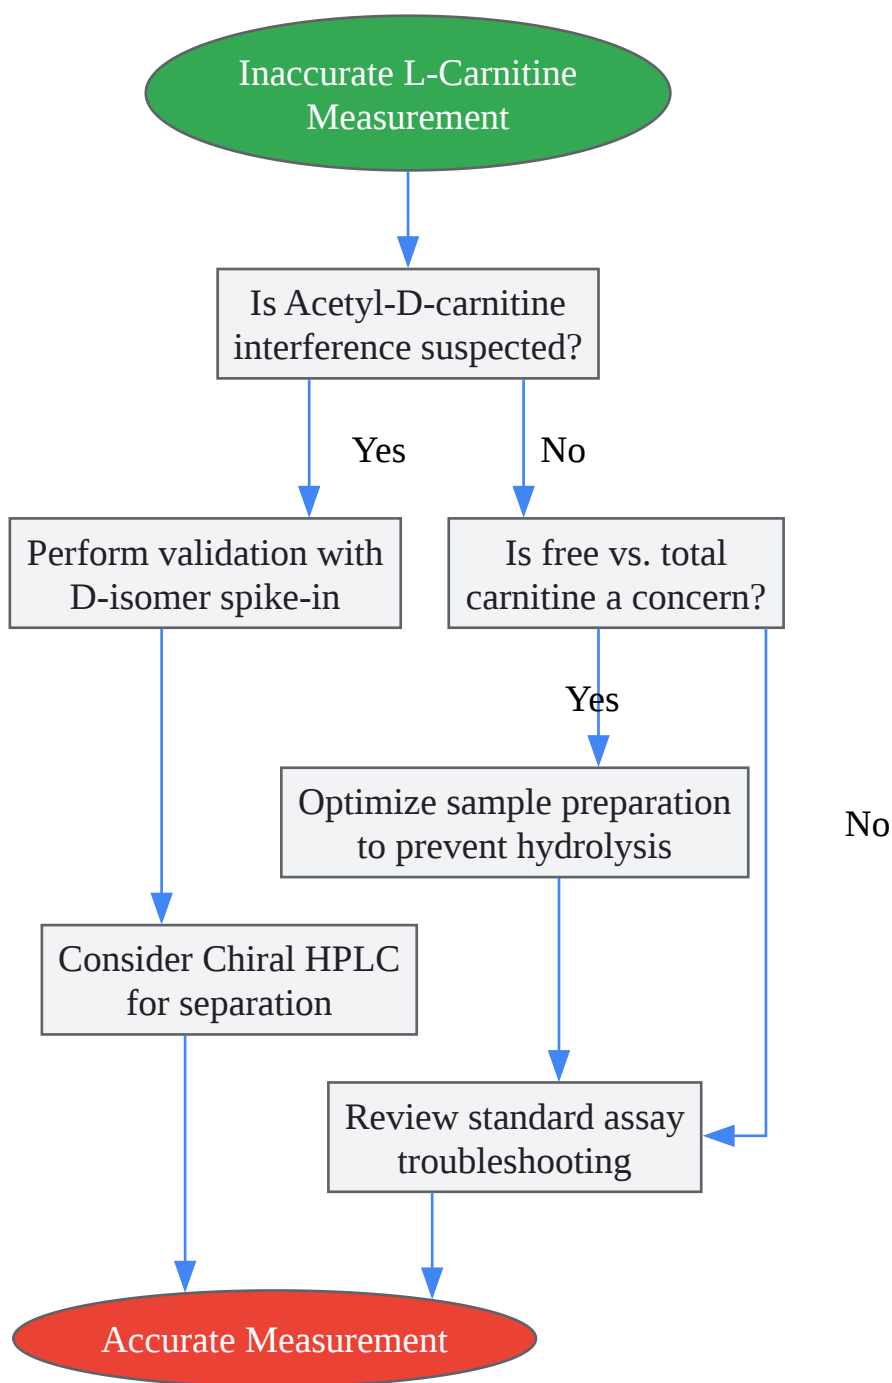 Inaccurate L-Carnitine
Measurement
Is Acetyl-D-carnitine
interference suspected?
Yes
No
Perform validation with
D-isomer spike-in
Is free vs. total
carnitine a concern?
Yes
Optimize sample preparation
to prevent hydrolysis
No
Consider Chiral HPLC
for separation
Review standard assay
troubleshooting
Accurate Measurement